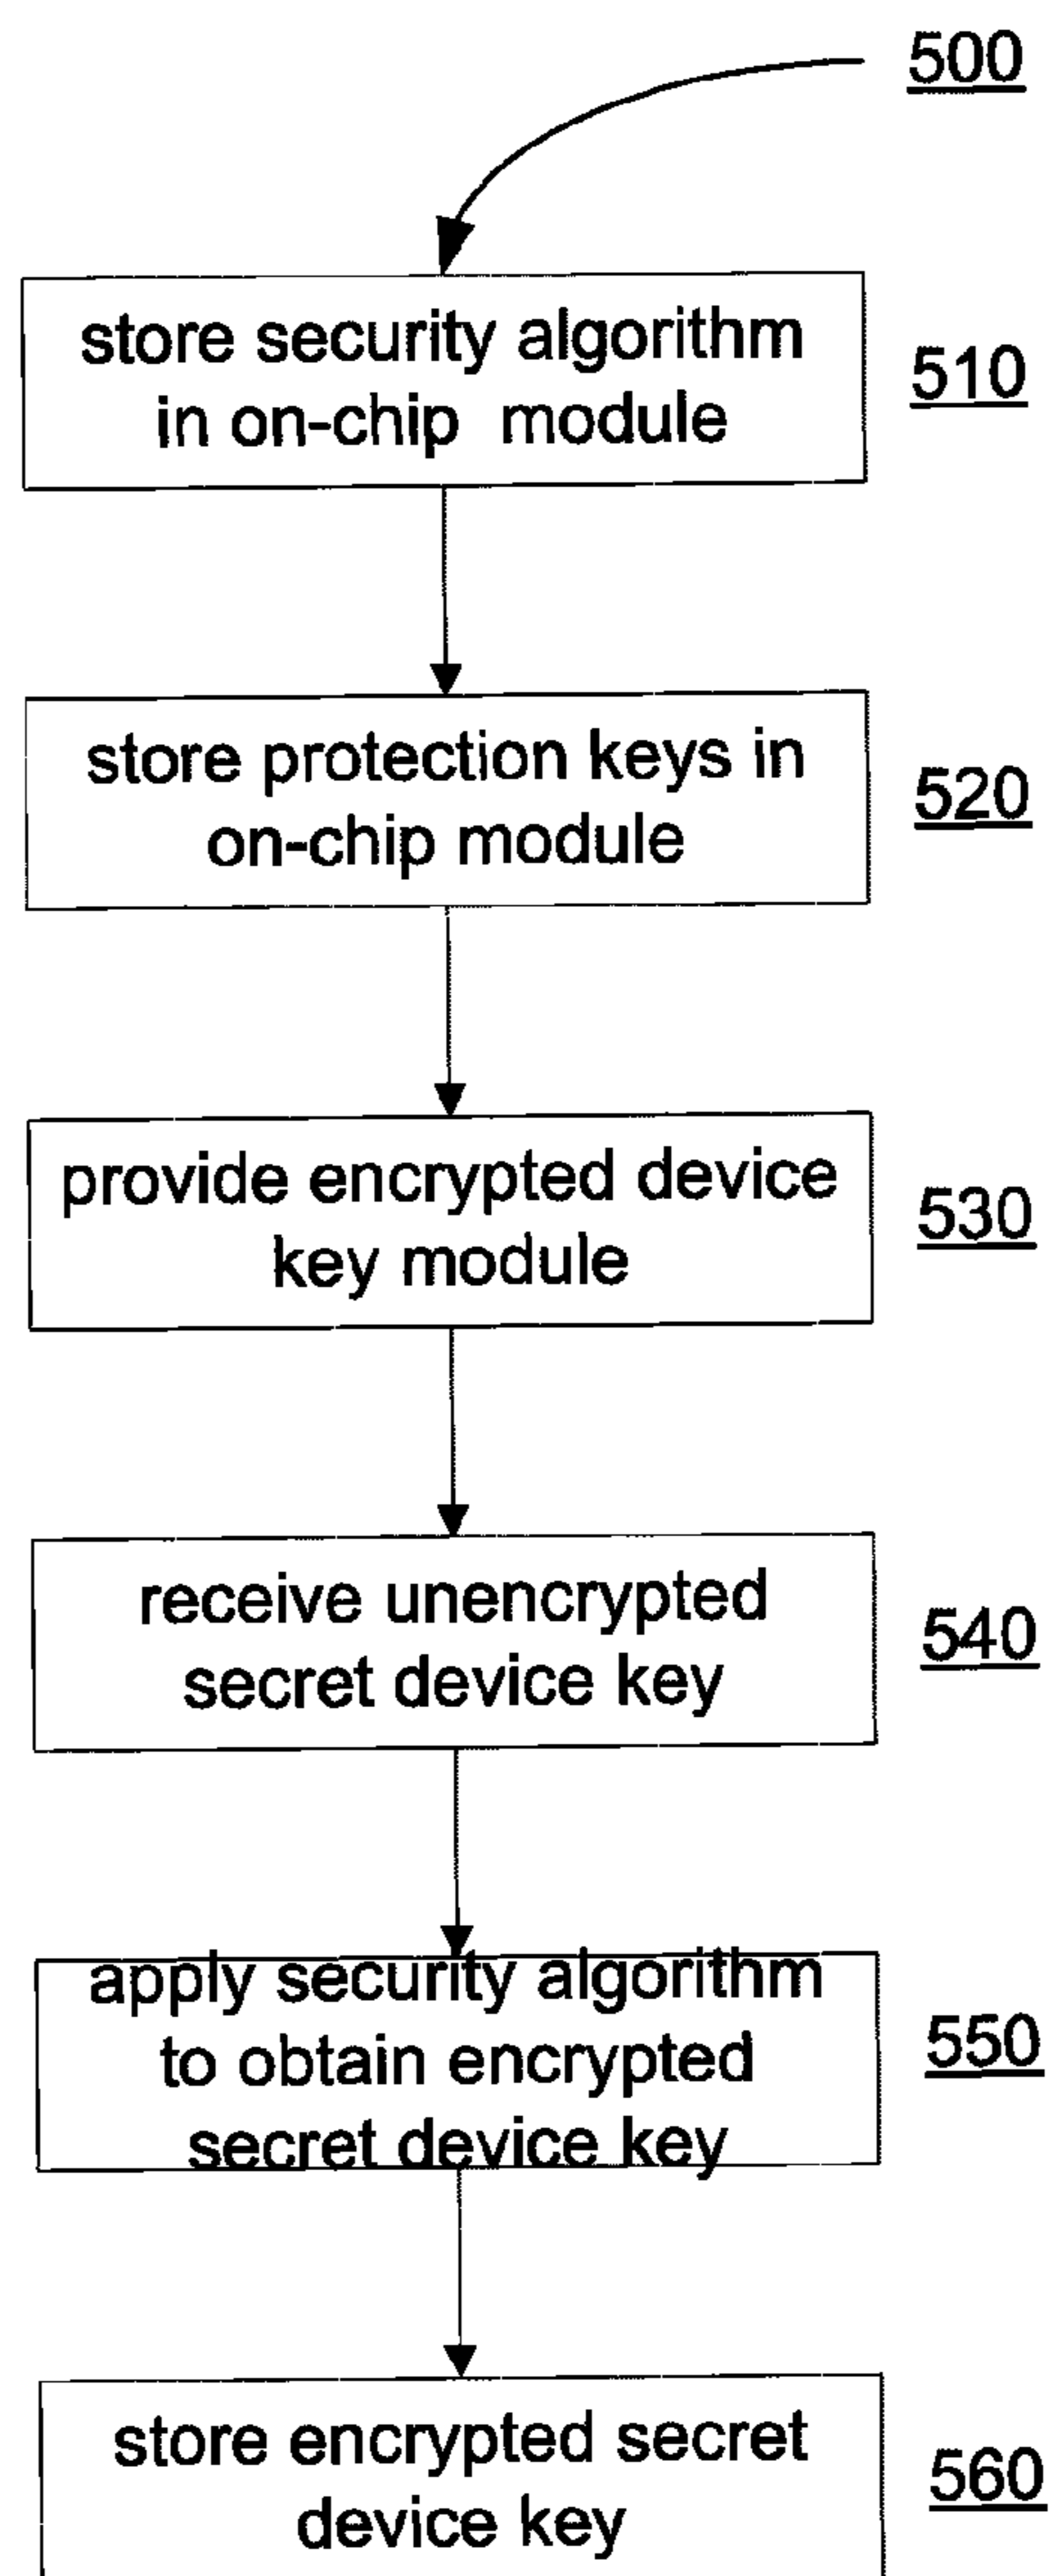 500
store security algorithm
in on-chip module
510
store protection keys in
on-chip module
520
provide encrypted device
key module
530
receive unencrypted
secret device key
540
apply security algorithm
to obtain encrypted
secret device key
550
store encrypted secret
device key
560